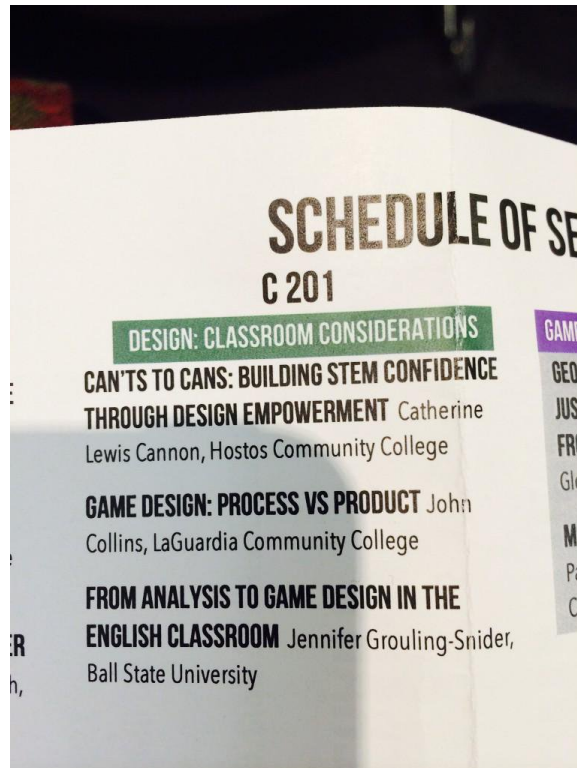 SCHEDULE OF
C 201
DESIGN: CLASSROOM CONSIDERATIONS
CAN'TS TO CANS: BUILDING STEM CONFIDENCE
THROUGH DESIGN EMPOWERMENT Catherine
Lewis Cannon, Hostos Community College
GAME DESIGN: PROCESS VS PRODUCT John
Collins, LaGuardia Community College
FROM ANALYSIS TO GAME DESIGN IN THE
ENGLISH CLASSROOM Jennifer Grouling-Snider,
Ball State University